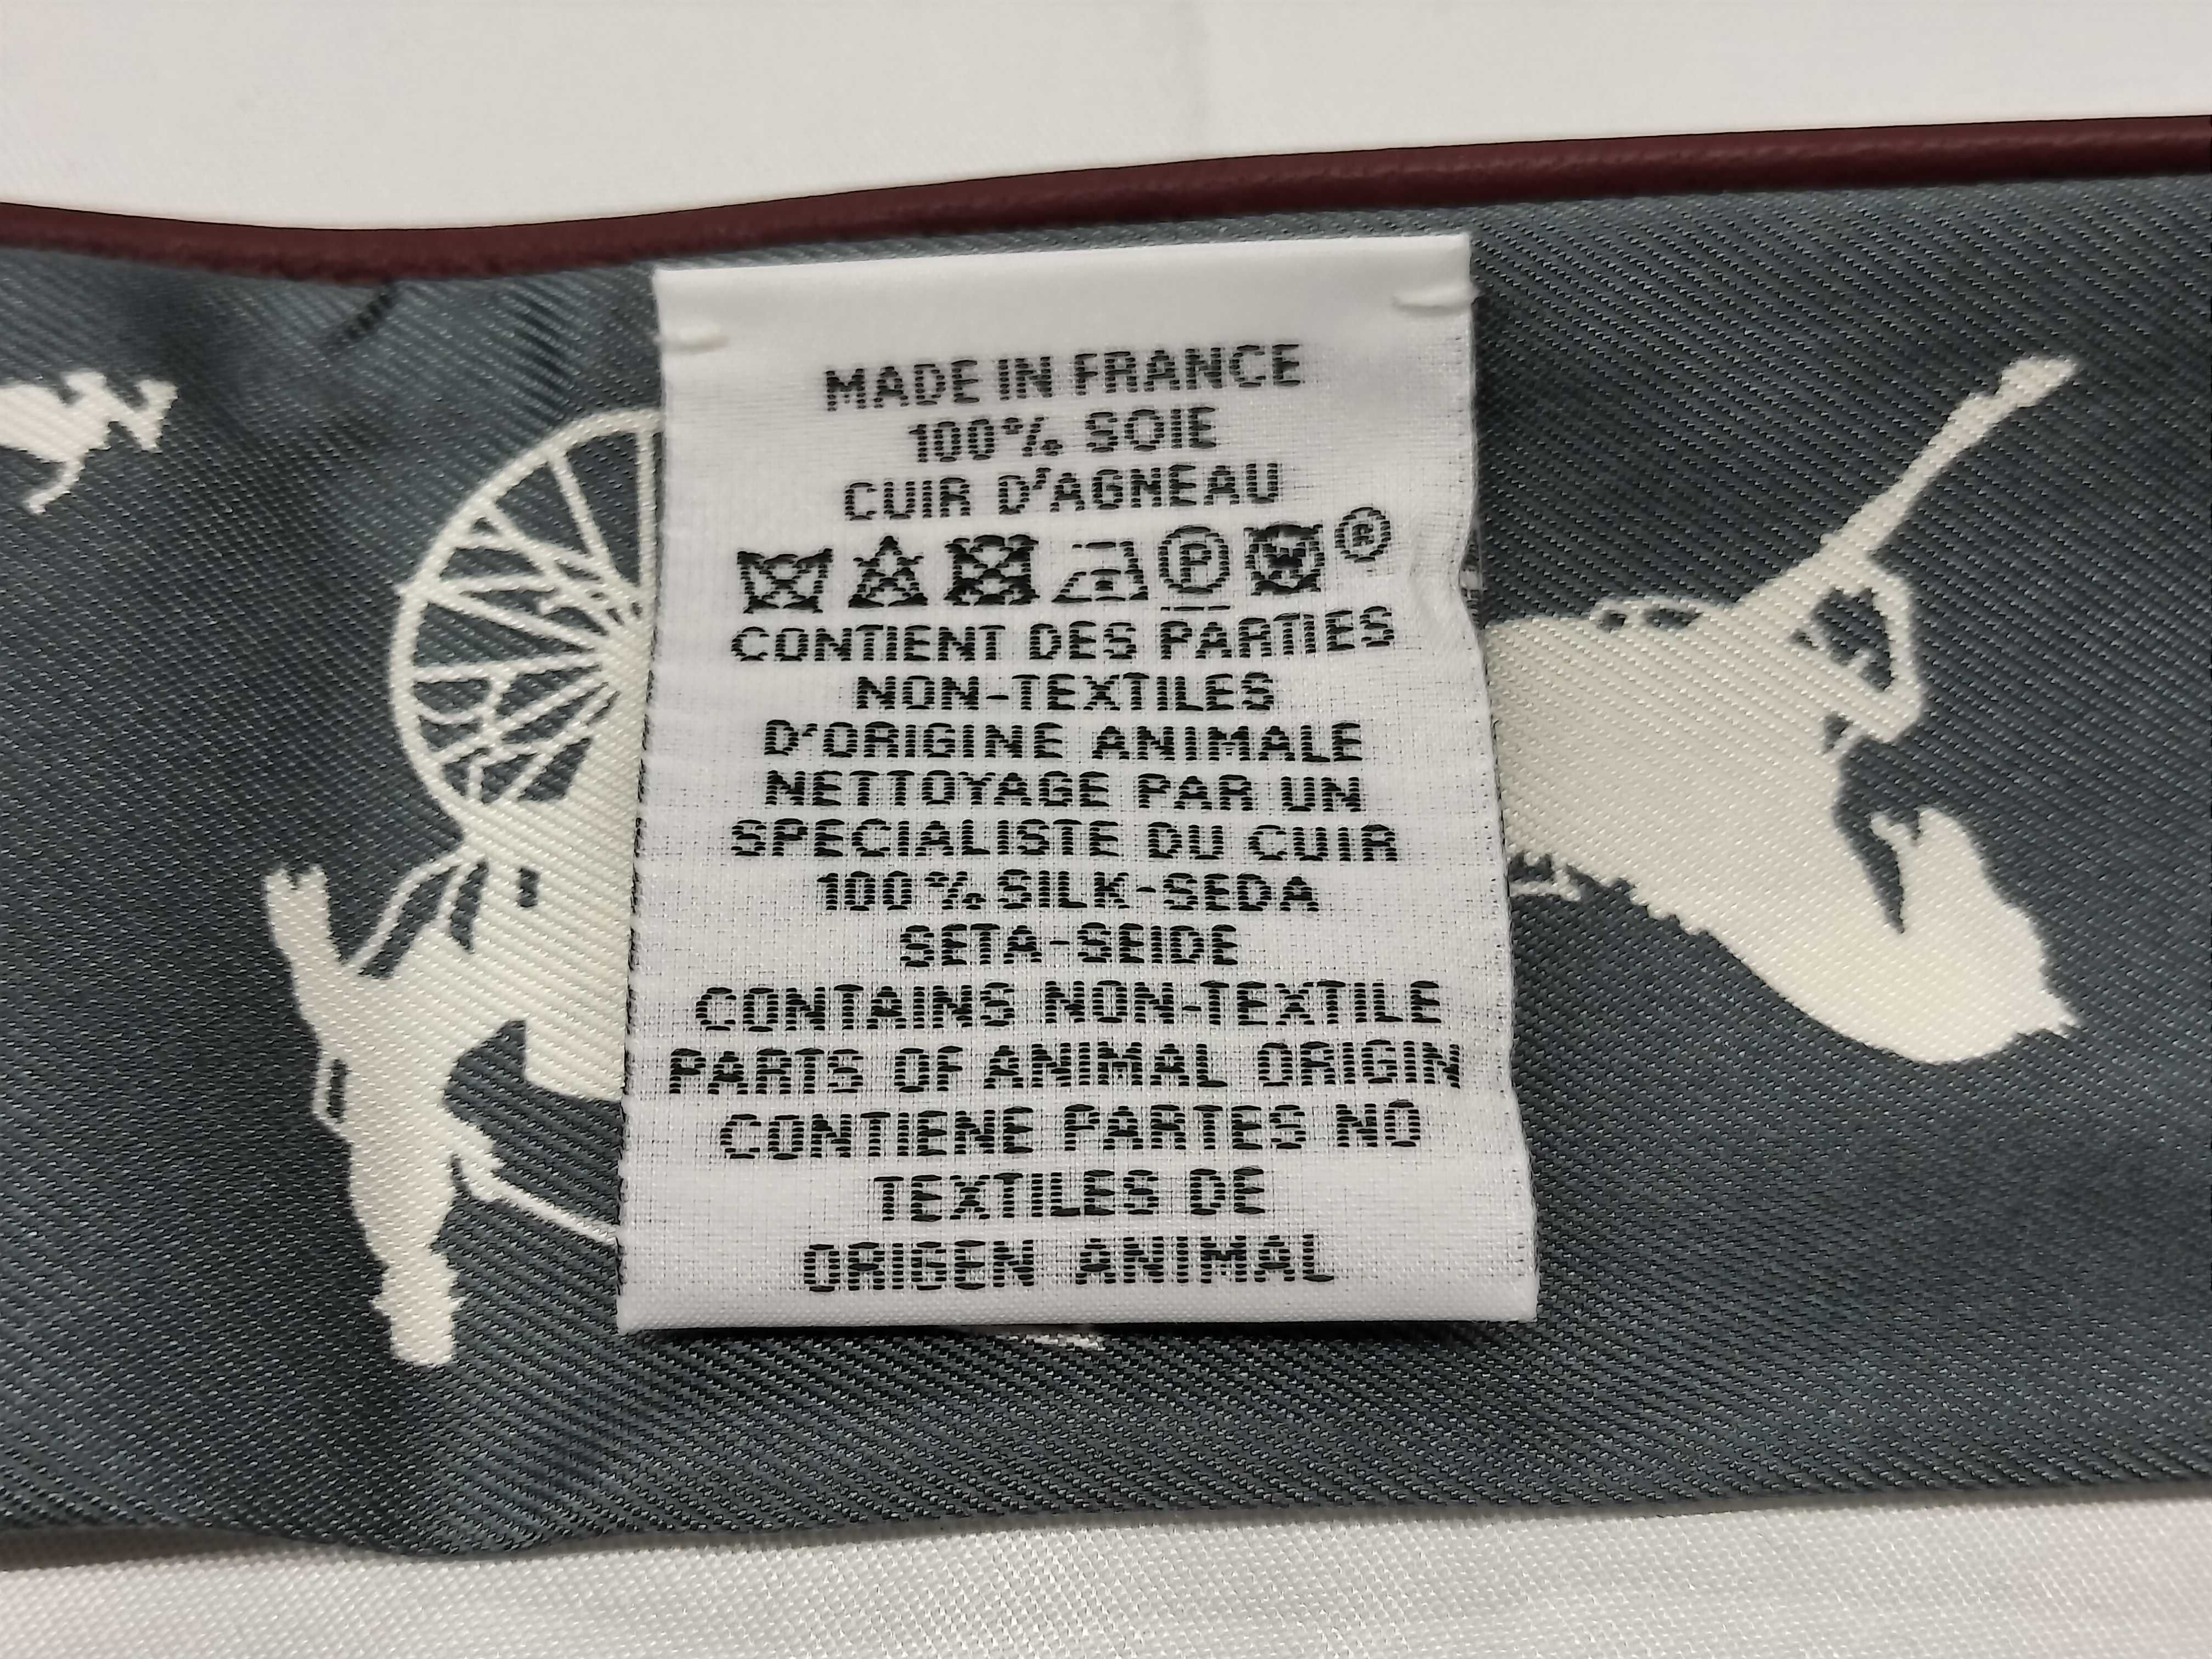 MADE IN FRANCE
100% SOIE
CUIR D'AGNEAU
P W ®
CONTIENT DES PARTIES
NON-TEXTILES
D'ORIGINE ANIMALE
NETTOYAGE PAR UN
SPECIALISTE DU CUIR
100% SILK-SEDA
SETA-SEIDE
CONTAINS NON-TEXTILE
PARTS OF ANIMAL ORIGIN
CONTIENE PARTES NO
TEXTILES DE
ORIGEN ANIMAL